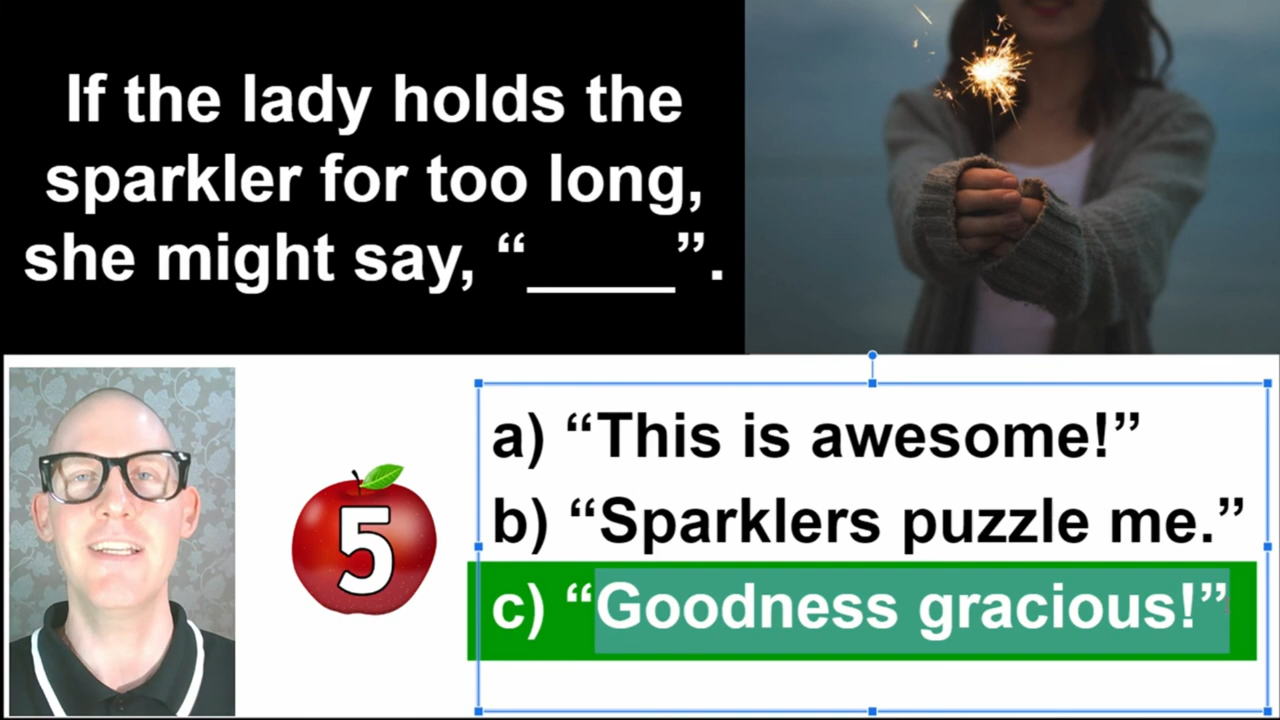 If the lady holds the
sparkler for too long,
she might say, “_____”.
a) “This is awesome!”
5
b) “Sparklers puzzle me.”
c) “Goodness gracious!”